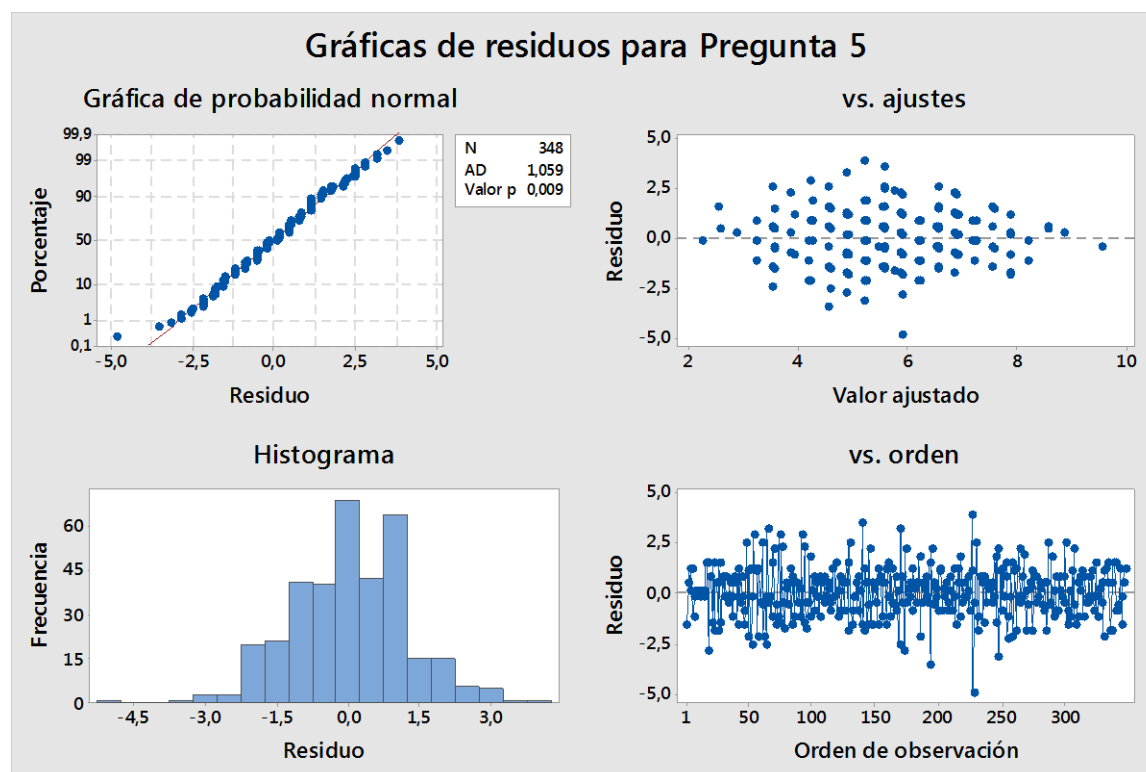 Gráficas de residuos para Pregunta 5
Gráfica de probabilidad normal
99,9
99
90
50
10
1
0,1
Porcentaje
-5,0 -2,5 0,0 2,5 5,0
Residuo
N 348
AD 1,059
Valor p 0,009
vs. ajustes
5,0
2,5
0,0
-2,5
-5,0
Residuo
2 4 6 8 10
Valor ajustado
Histograma
60
45
30
15
0
Frecuencia
-4,5 -3,0 -1,5 0,0 1,5 3,0
Residuo
vs. orden
5,0
2,5
0,0
-2,5
-5,0
Residuo
1 50 100 150 200 250 300
Orden de observación